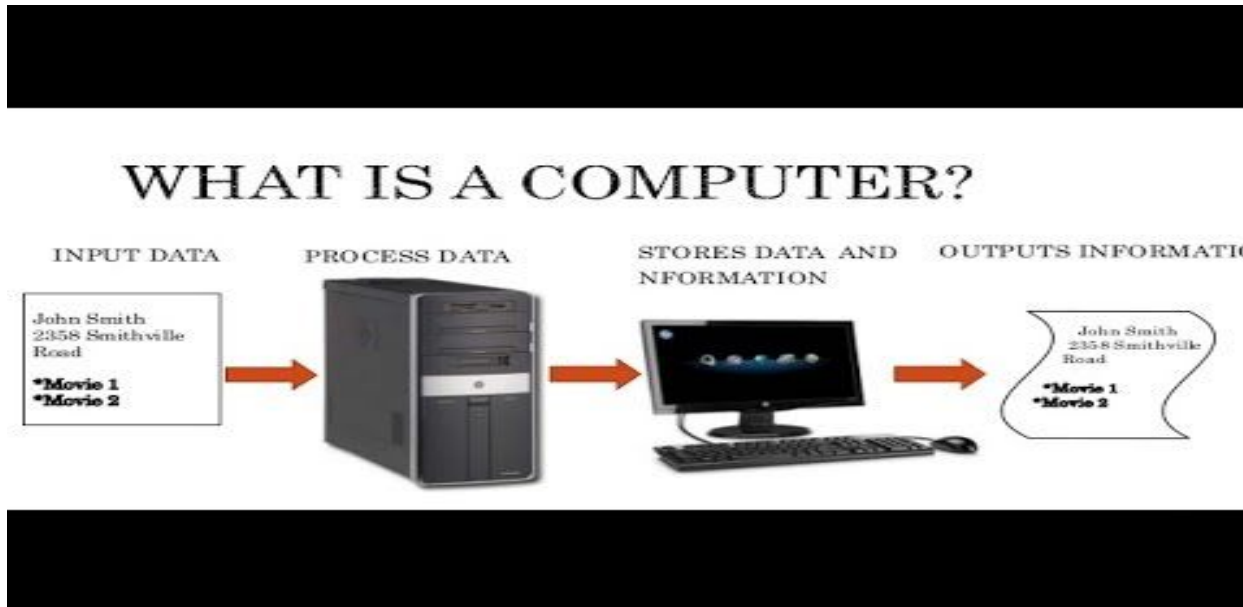 WHAT IS A COMPUTER?
INPUT DATA
John Smith
2358 Smithville
Road
*Movie 1
*Movie 2
PROCESS DATA
STORES DATA AND
NFORMATION
OUTPUTS INFORMATI
John Smith
2358 Smithville
Road
*Movie 1
*Movie 2